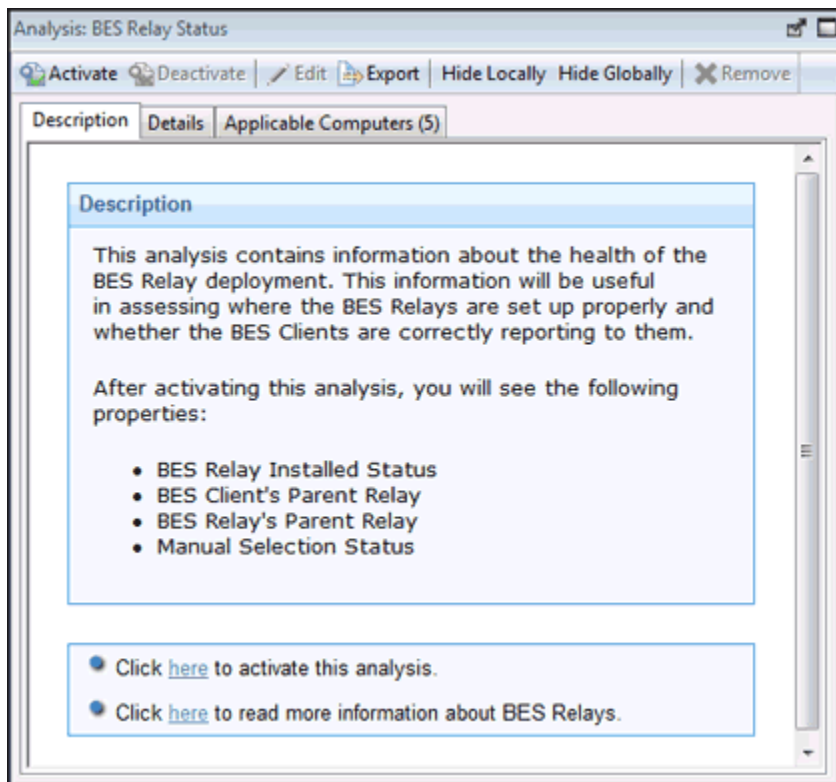 Analysis: BES Relay Status
Activate Deactivate Edit Export Hide Locally Hide Globally Remove
Description Details Applicable Computers (5)
Description
This analysis contains information about the health of the
BES Relay deployment. This information will be useful
in assessing where the BES Relays are set up properly and
whether the BES Clients are correctly reporting to them.
After activating this analysis, you will see the following
properties:
• BES Relay Installed Status
• BES Client's Parent Relay
• BES Relay's Parent Relay
• Manual Selection Status
Click here to activate this analysis.
Click here to read more information about BES Relays.